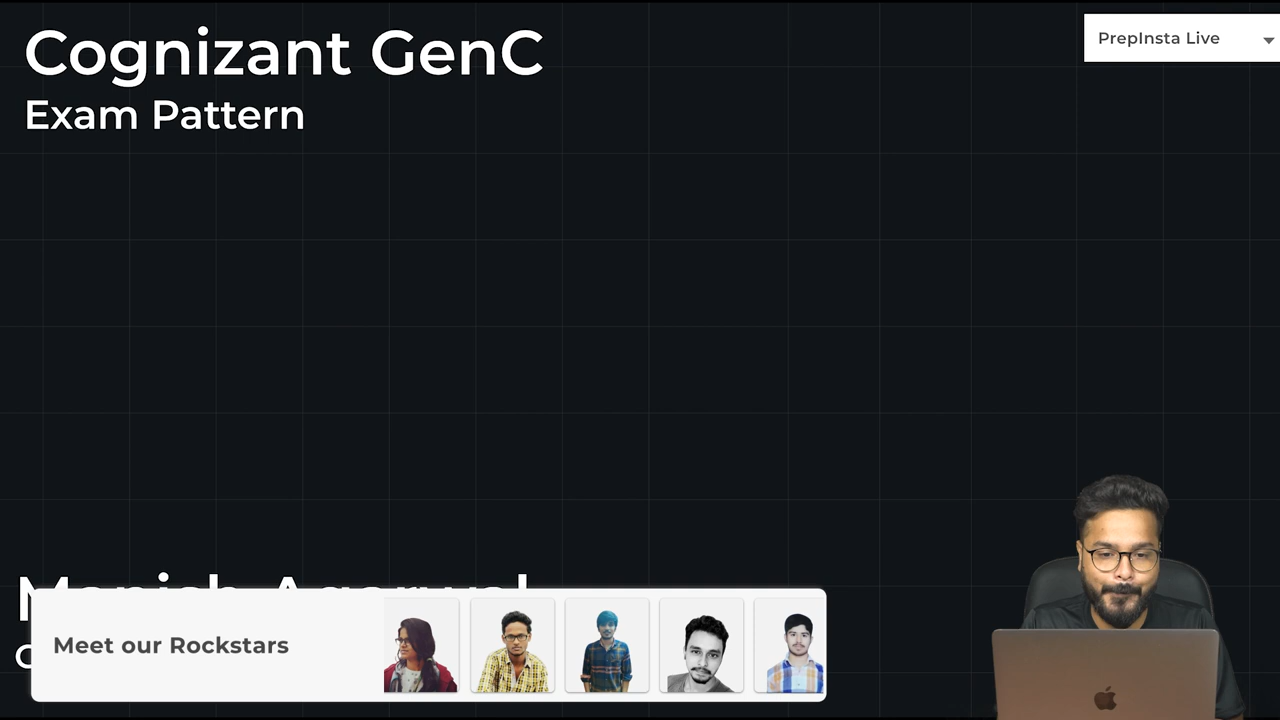 Cognizant GenC
Exam Pattern
PrepInsta Live
Meet our Rockstars